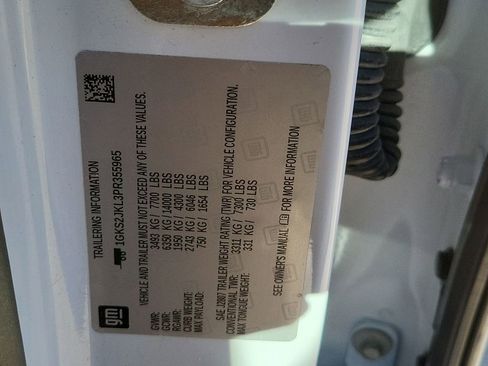 TRAILERING INFORMATION
1GKS2JKL3PR355965
VEHICLE AND TRAILER MUST NOT EXCEED ANY OF THESE VALUES.
GVWR: 3493 KG / 7700 LBS
GCWR: 6350 KG / 14000 LBS
RGAWR: 1950 KG / 4300 LBS
CURB WEIGHT: 2743 KG / 6046 LBS
MAX PAYLOAD: 750 KG / 1654 LBS
SAE J2807 TRAILER WEIGHT RATING (TWR) FOR VEHICLE CONFIGURATION.
CONVENTIONAL TWR: 3311 KG / 7300 LBS
MAX TONGUE WEIGHT: 331 KG / 730 LBS
SEE OWNER'S MANUAL FOR MORE INFORMATION
gm